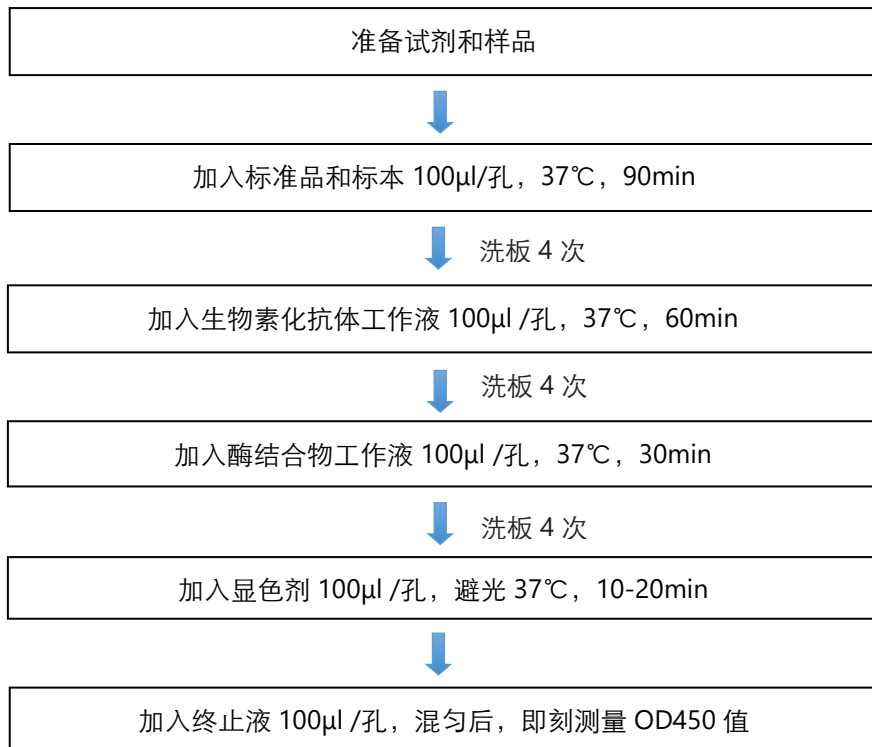 准备试剂和样品
加入标准品和标本 100μl/孔，37℃，90min
洗板 4 次
加入生物素化抗体工作液 100μl /孔，37℃，60min
洗板 4 次
加入酶结合物工作液 100μl /孔，37℃，30min
洗板 4 次
加入显色剂 100μl /孔，避光 37℃，10-20min
加入终止液 100μl /孔，混匀后，即刻测量 OD450 值